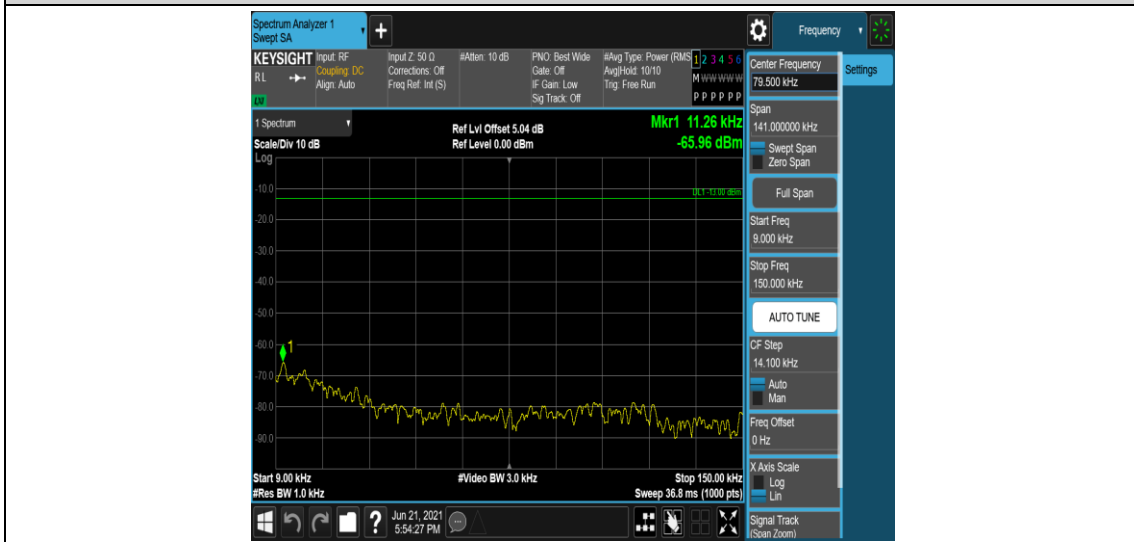 Spectrum Analyzer 1
Swept SA
+
Frequency
KEYSIGHT
RL
LXI
Input: RF
Coupling: DC
Align: Auto
Input Z: 50 Ω
Corrections: Off
Freq Ref: Int (S)
#Atten: 10 dB
PNO: Best Wide
Gate: Off
IF Gain: Low
Sig Track: Off
#Avg Type: Power (RMS
Avg|Hold: 10/10
Trig: Free Run
1 2 3 4 5 6
M W W W W W
P P P P P P
1 Spectrum
Scale/Div 10 dB
Log
Ref Lvl Offset 5.04 dB
Ref Level 0.00 dBm
Mkr1 11.26 kHz
-65.96 dBm
DL1 -13.00 dBm
-10.0
-20.0
-30.0
-40.0
-50.0
-60.0
-70.0
-80.0
-90.0
1
Start 9.00 kHz
#Res BW 1.0 kHz
#Video BW 3.0 kHz
Stop 150.00 kHz
Sweep 36.8 ms (1000 pts)
?
Jun 21, 2021
5:54:27 PM
Center Frequency
79.500 kHz
Settings
Span
141.000000 kHz
Swept Span
Zero Span
Full Span
Start Freq
9.000 kHz
Stop Freq
150.000 kHz
AUTO TUNE
CF Step
14.100 kHz
Auto
Man
Freq Offset
0 Hz
X Axis Scale
Log
Lin
Signal Track
(Span Zoom)